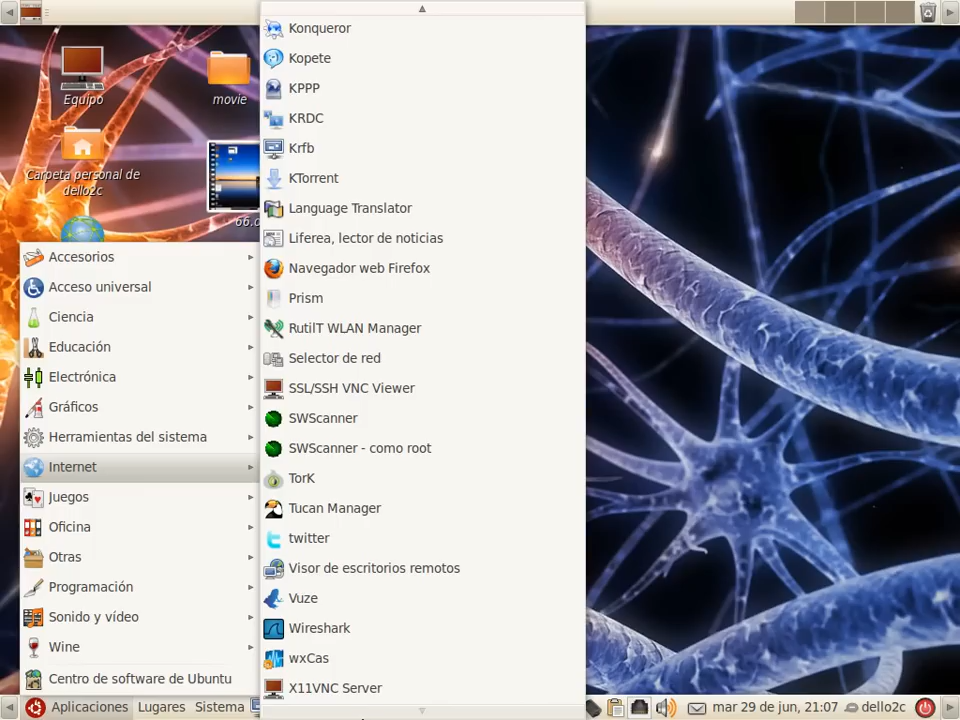 Equipo
movie
Carpeta personal de
dello2c
Accesorios
Acceso universal
Ciencia
Educación
Electrónica
Gráficos
Herramientas del sistema
Internet
Juegos
Oficina
Otras
Programación
Sonido y vídeo
Wine
Centro de software de Ubuntu
Konqueror
Kopete
KPPP
KRDC
Krfb
KTorrent
Language Translator
Liferea, lector de noticias
Navegador web Firefox
Prism
RutilT WLAN Manager
Selector de red
SSL/SSH VNC Viewer
SWScanner
SWScanner - como root
TorK
Tucan Manager
twitter
Visor de escritorios remotos
Vuze
Wireshark
wxCas
X11VNC Server
Aplicaciones Lugares Sistema
mar 29 de jun, 21:07 dello2c